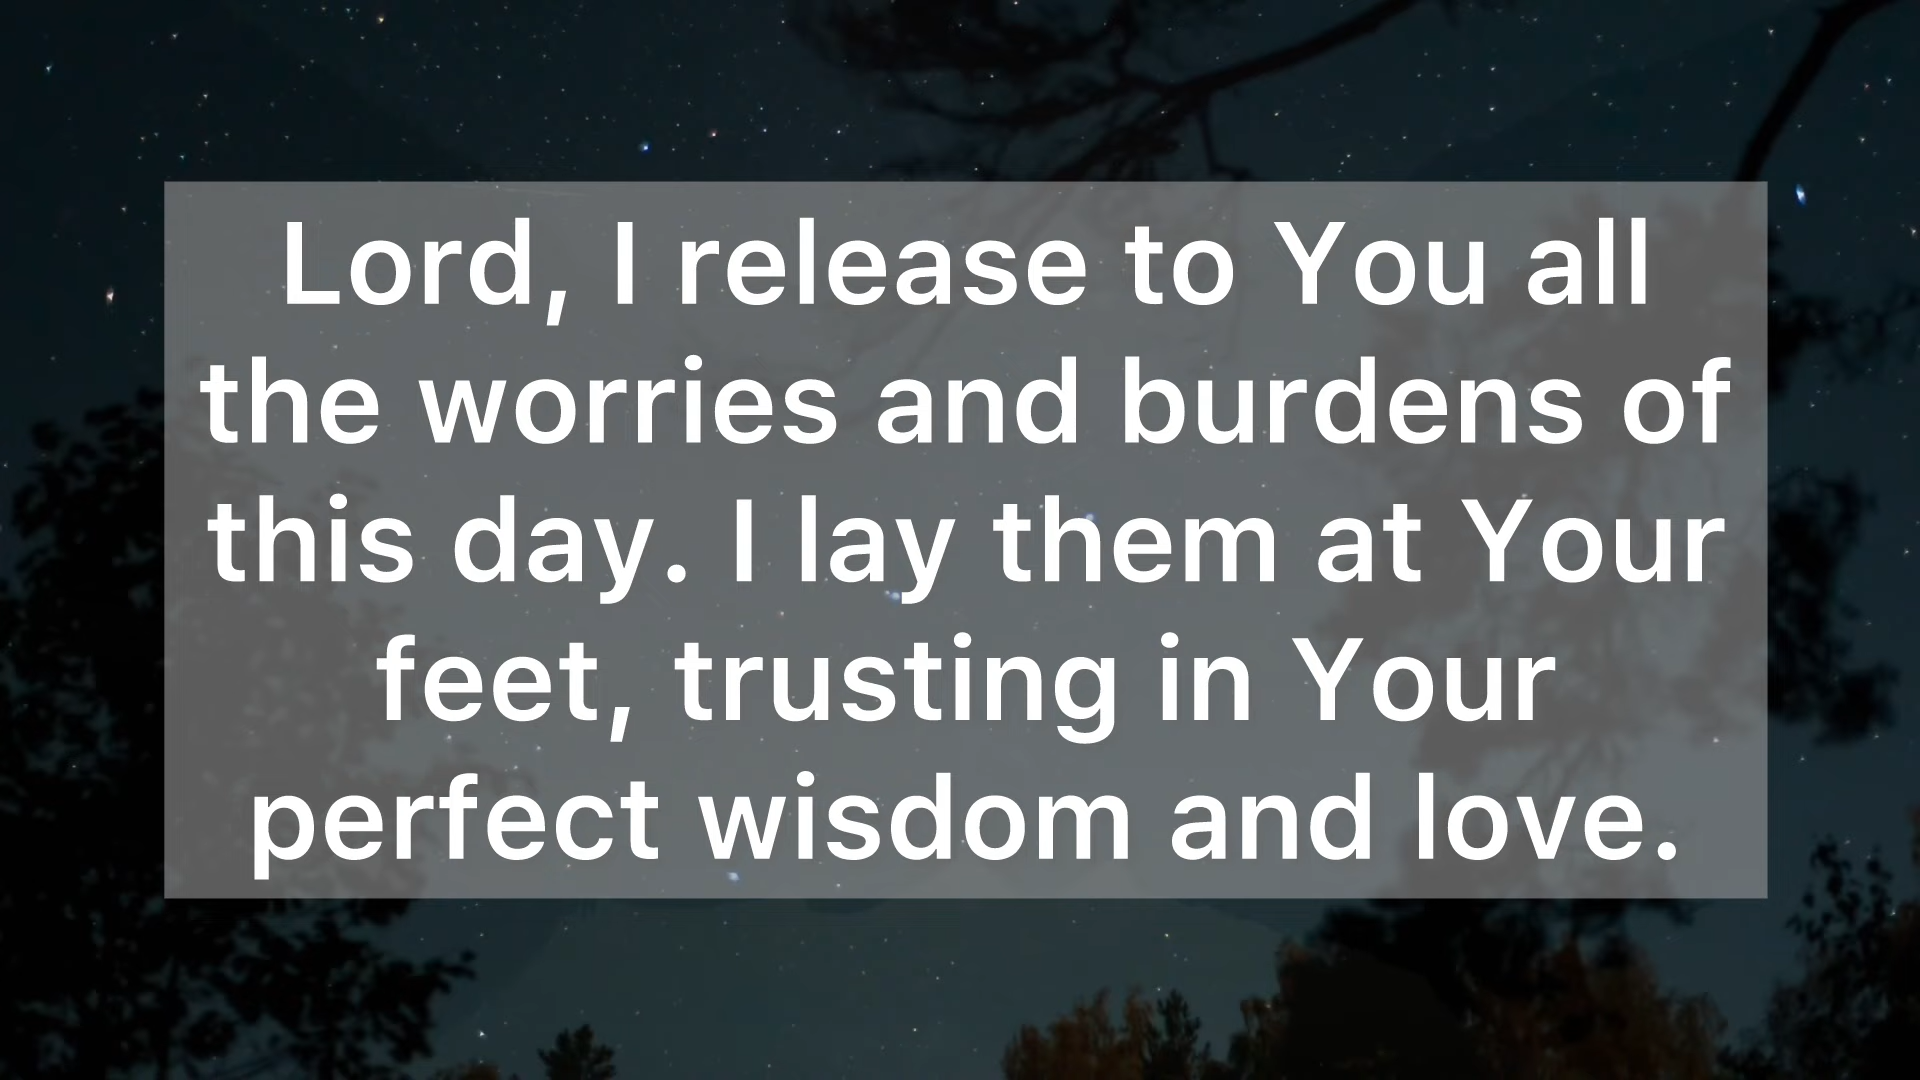 Lord, I release to You all
the worries and burdens of
this day. I lay them at Your
feet, trusting in Your
perfect wisdom and love.